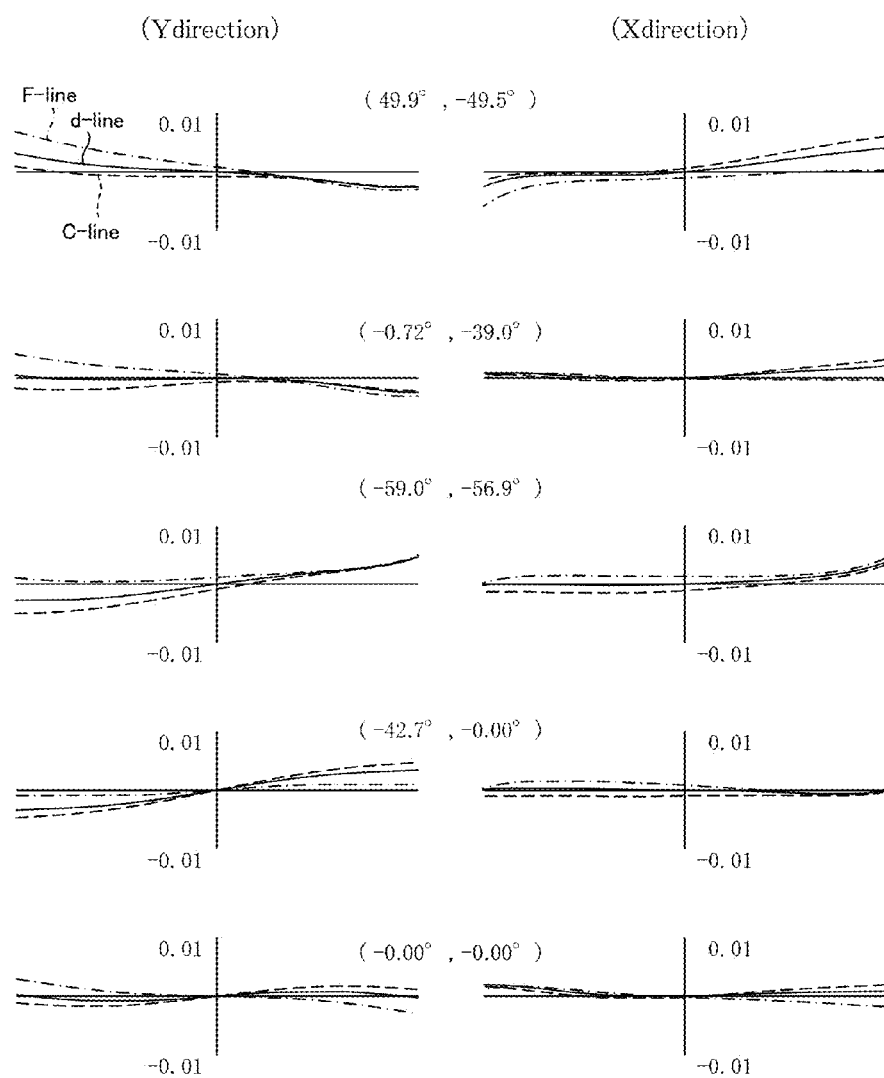 (Ydirection) (Xdirection)
(49.9° ,-49.5° )
F-line
0.01 0.01
d-line
C-line
-0.01 -0.01
0.01 (-0.72° ,-39.0° ) 0.01
-0.01 -0.01
(-59.0° ,-56.9° )
0.01 0.01
-0.01 -0.01
0.01 (-42.7° ,-0.00° ) 0.01
-0.01 -0.01
0.01 (-0.00° ,-0.00° ) 0.01
-0.01 -0.01